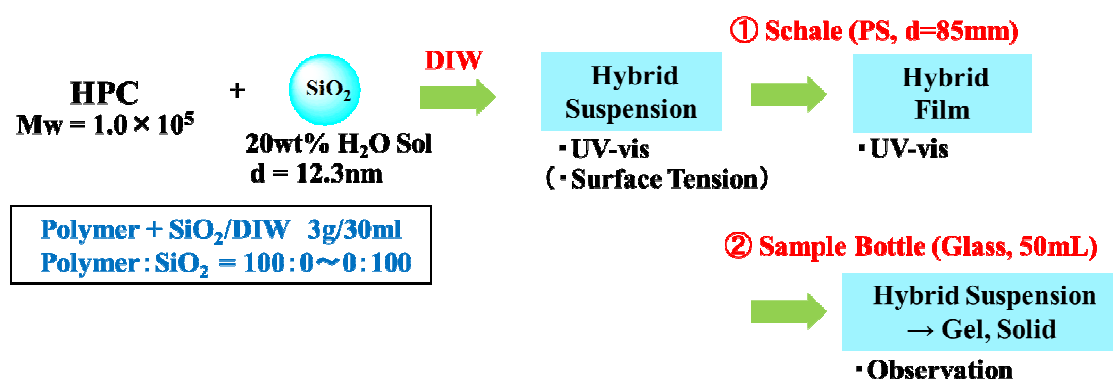 HPC
Mw = 1.0 × 10⁵
+
SiO₂
20wt% H₂O Sol
d = 12.3nm
Polymer + SiO₂/DIW 3g/30ml
Polymer:SiO₂ = 100:0~0:100
DIW
Hybrid
Suspension
・UV-vis
(・Surface Tension)
① Schale (PS, d=85mm)
Hybrid
Film
・UV-vis
② Sample Bottle (Glass, 50mL)
Hybrid Suspension
→ Gel, Solid
・Observation